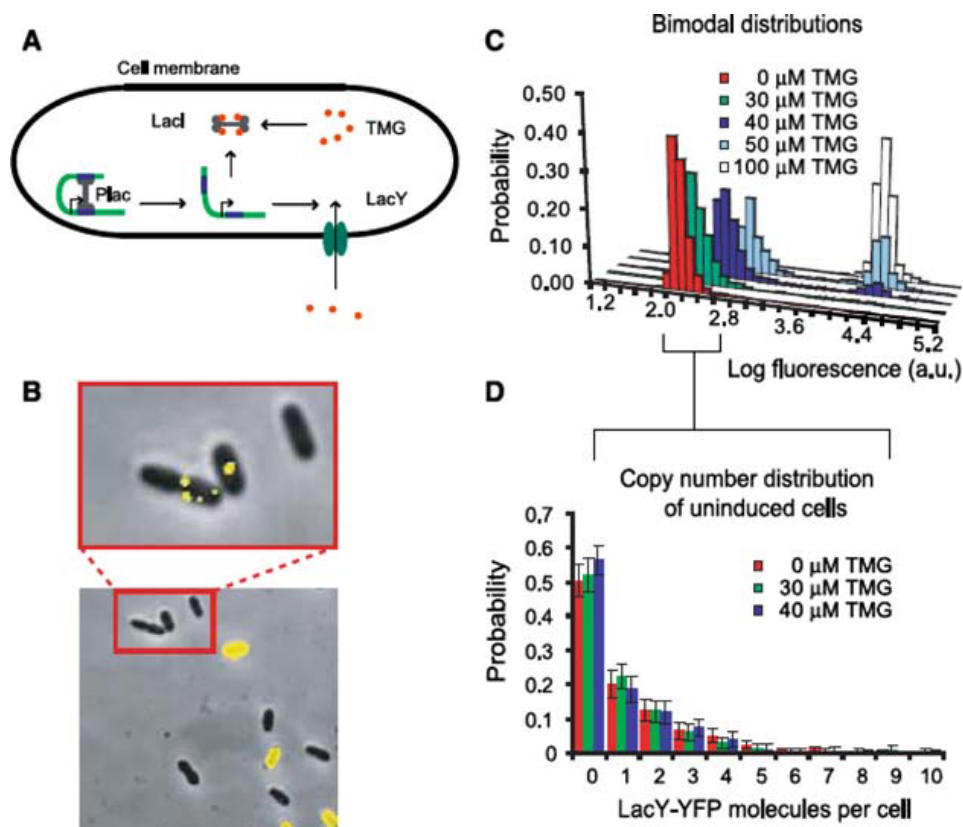 A
Cell membrane
LacI
TMG
Plac
LacY
B
C
Bimodal distributions
0 μM TMG
30 μM TMG
40 μM TMG
50 μM TMG
100 μM TMG
Probability
0.50
0.40
0.30
0.20
0.10
0.00
1.2
2.0
2.8
3.6
4.4
5.2
Log fluorescence (a.u.)
D
Copy number distribution
of uninduced cells
0 μM TMG
30 μM TMG
40 μM TMG
Probability
0.7
0.6
0.5
0.4
0.3
0.2
0.1
0
0 1 2 3 4 5 6 7 8 9 10
LacY-YFP molecules per cell